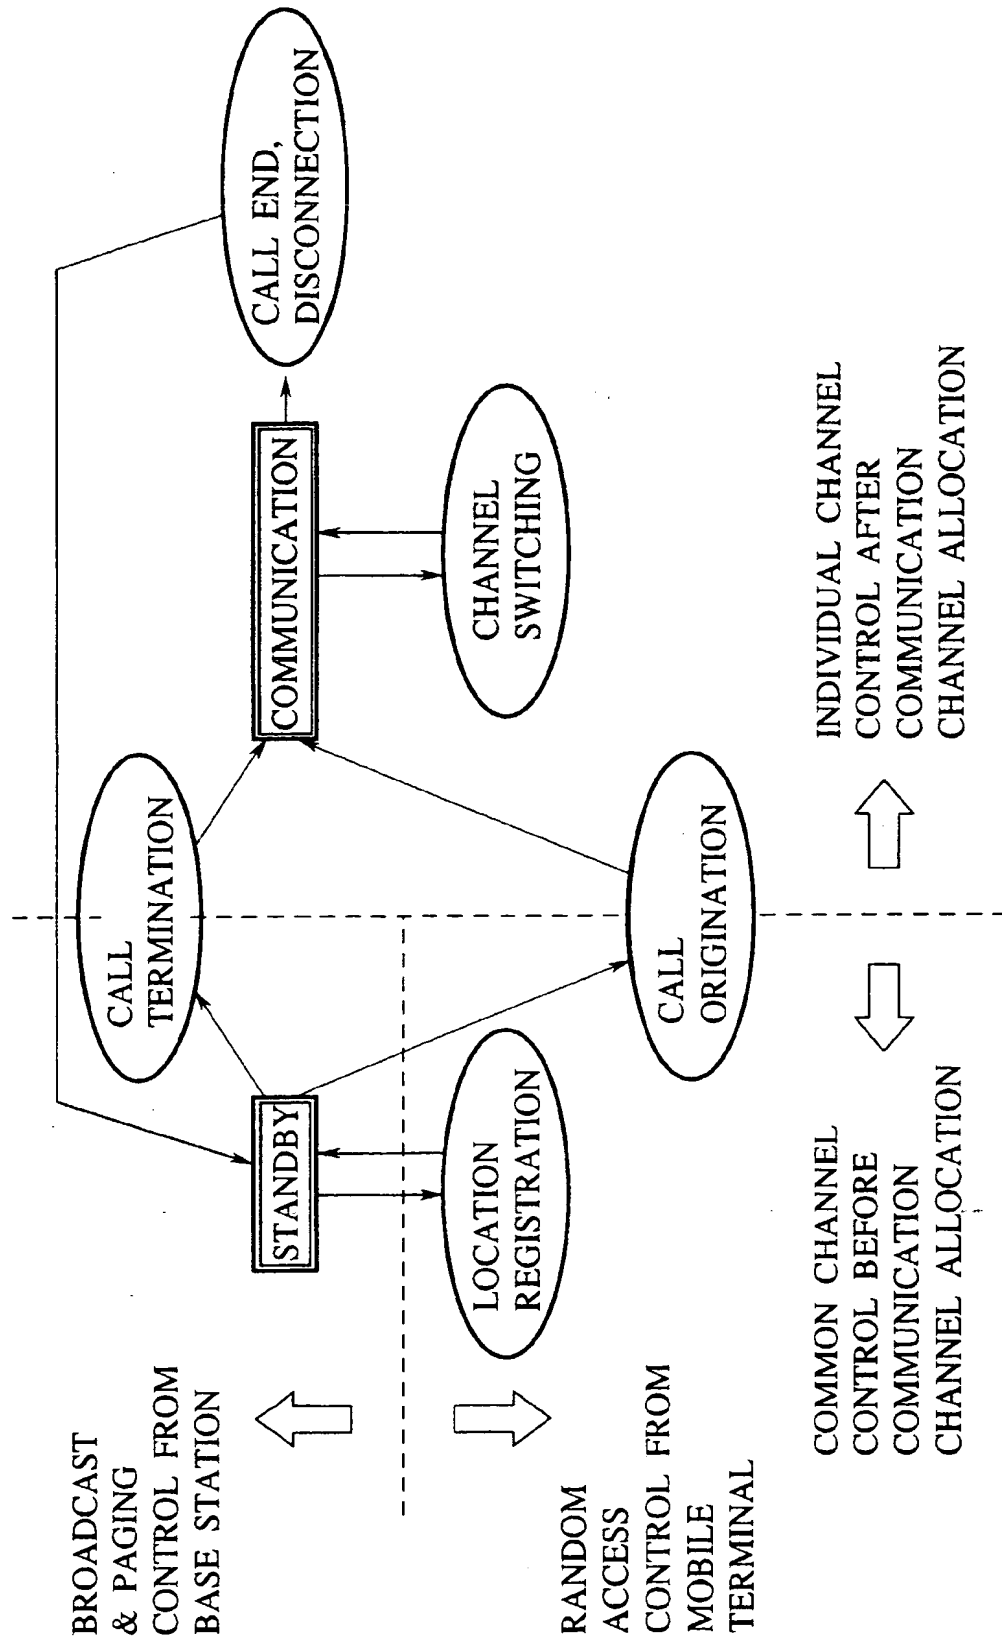 BROADCAST
& PAGING
CONTROL FROM
BASE STATION
CALL
TERMINATION
STANDBY
COMMUNICATION
CALL END,
DISCONNECTION
LOCATION
REGISTRATION
CHANNEL
SWITCHING
RANDOM
ACCESS
CONTROL FROM
MOBILE
TERMINAL
CALL
ORIGINATION
COMMON CHANNEL
CONTROL BEFORE
COMMUNICATION
CHANNEL ALLOCATION
INDIVIDUAL CHANNEL
CONTROL AFTER
COMMUNICATION
CHANNEL ALLOCATION